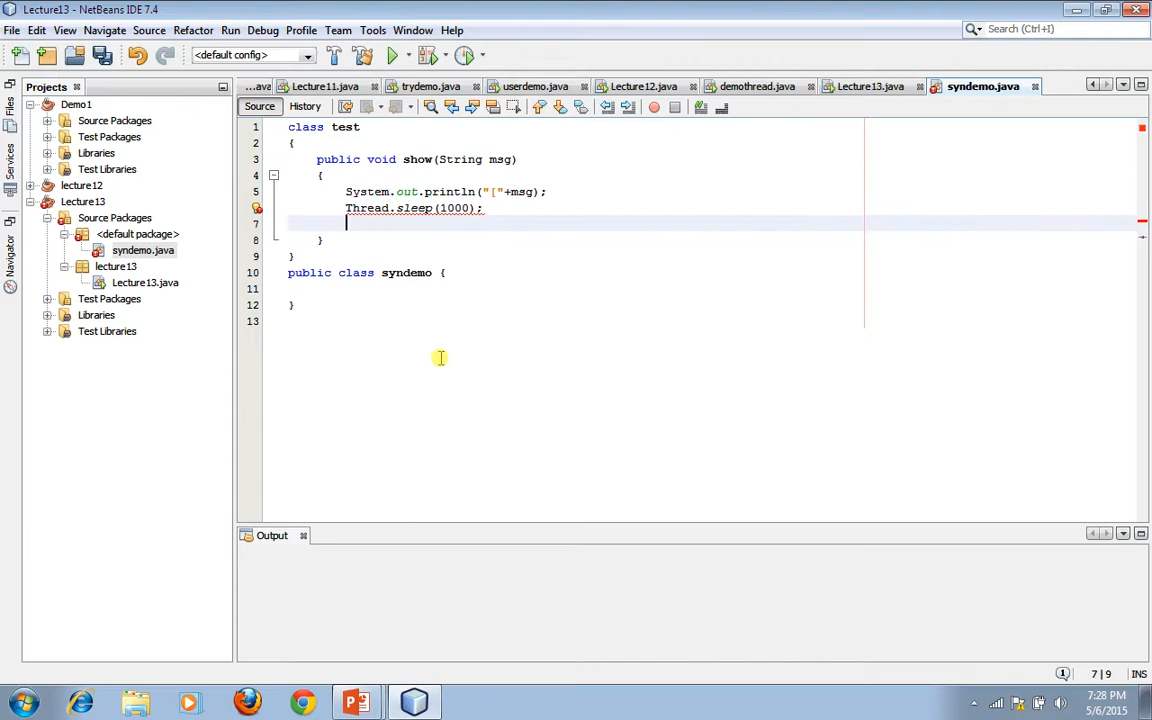 Lecture13 - NetBeans IDE 7.4
File Edit View Navigate Source Refactor Run Debug Profile Team Tools Window Help
Search (Ctrl+I)
<default config>
Projects
...ava Lecture11.java trydemo.java userdemo.java Lecture12.java demothread.java Lecture13.java syndemo.java
Source History
Files
Services
Navigator
Demo1
Source Packages
Test Packages
Libraries
Test Libraries
lecture12
Lecture13
Source Packages
<default package>
syndemo.java
lecture13
Lecture13.java
Test Packages
Libraries
Test Libraries
1 class test
2 {
3 public void show(String msg)
4 {
5 System.out.println("["+msg);
Thread.sleep(1000);
7
8 }
9 }
10 public class syndemo {
11
12 }
13
Output
1 7|9 INS
7:28 PM
5/6/2015